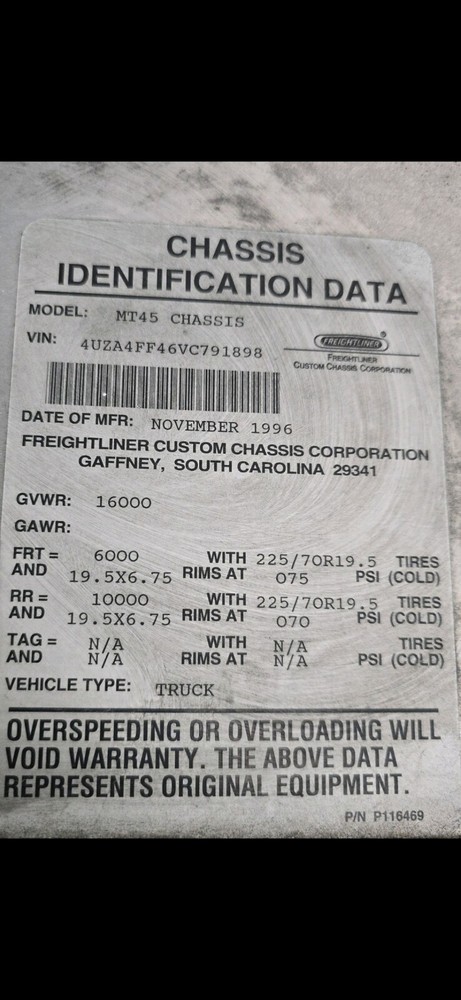 CHASSIS
IDENTIFICATION DATA
MODEL: MT45 CHASSIS
VIN: 4UZA4FF46VC791898
FREIGHTLINER
FREIGHTLINER
CUSTOM CHASSIS CORPORATION
DATE OF MFR: NOVEMBER 1996
FREIGHTLINER CUSTOM CHASSIS CORPORATION
GAFFNEY, SOUTH CAROLINA 29341
GVWR: 16000
GAWR:
FRT = 6000 WITH 225/70R19.5 TIRES
AND 19.5X6.75 RIMS AT 075 PSI (COLD)
RR = 10000 WITH 225/70R19.5 TIRES
AND 19.5X6.75 RIMS AT 070 PSI (COLD)
TAG = N/A WITH N/A TIRES
AND N/A RIMS AT N/A PSI (COLD)
VEHICLE TYPE: TRUCK
OVERSPEEDING OR OVERLOADING WILL
VOID WARRANTY. THE ABOVE DATA
REPRESENTS ORIGINAL EQUIPMENT.
P/N P116469